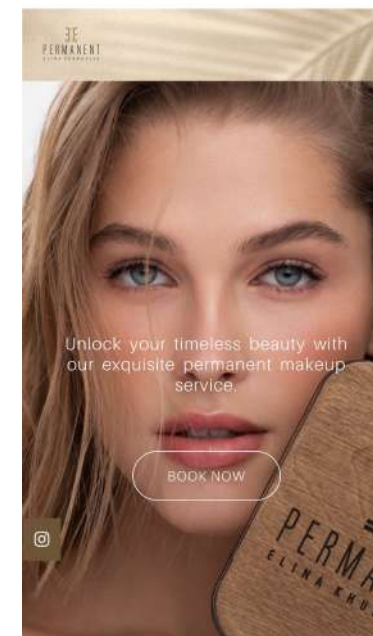 PERMANENT
Unlock your timeless beauty with
our exquisite permanent makeup
service.
BOOK NOW
PERMA
ELINA KHU